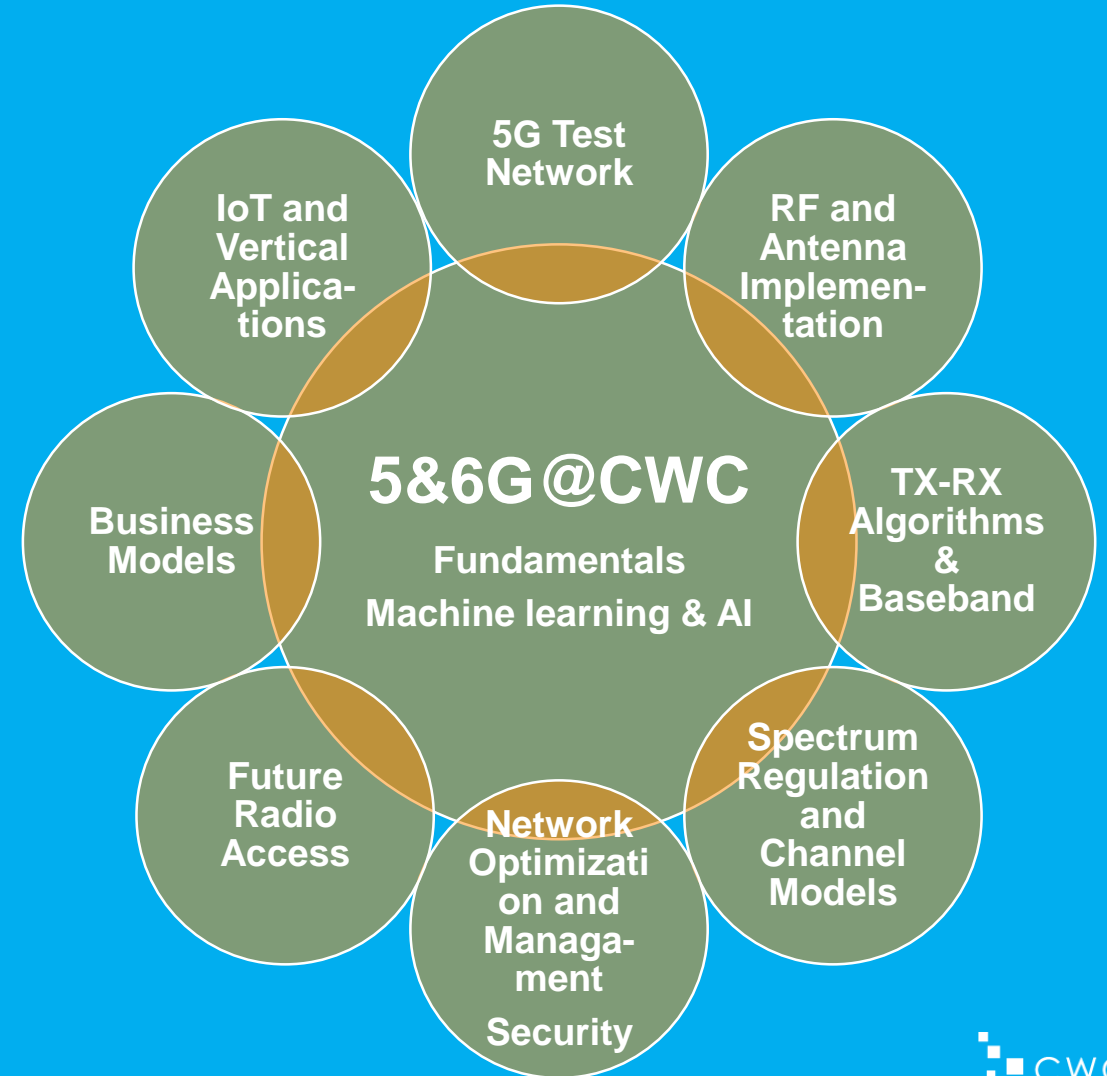 5G Test
Network
RF and
Antenna
Implemen-
tation
TX-RX
Algorithms
&
Baseband
Spectrum
Regulation
and
Channel
Models
Network
Optimizati
on and
Managa-
ment
Security
Future
Radio
Access
Business
Models
IoT and
Vertical
Applica-
tions
5&6G@CWC
Fundamentals
Machine learning & AI
CWC